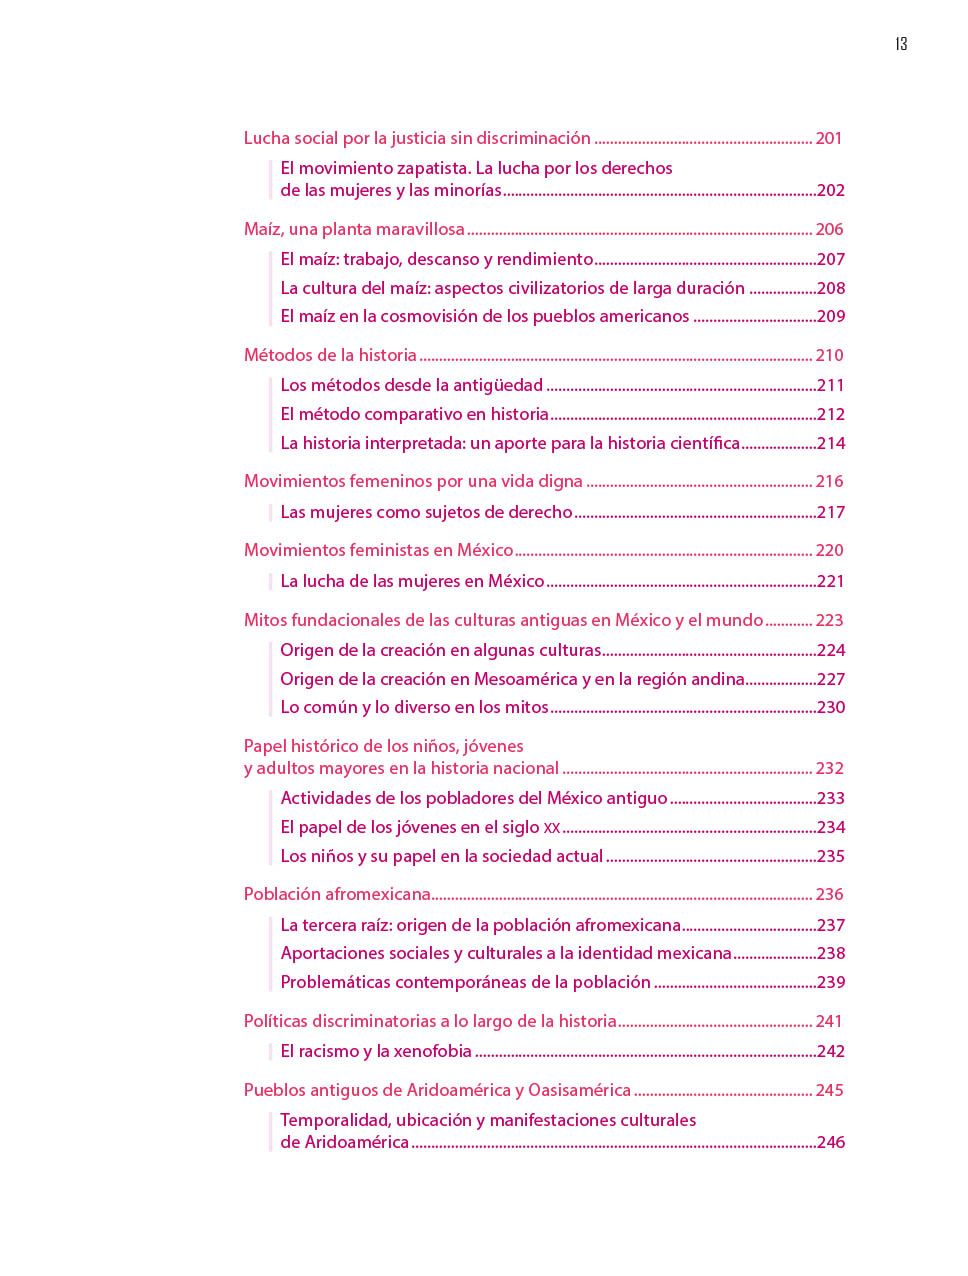 13
Lucha social por la justicia sin discriminación ....................................................... 201
El movimiento zapatista. La lucha por los derechos
de las mujeres y las minorías...............................................................................202
Maíz, una planta maravillosa....................................................................................... 206
El maíz: trabajo, descanso y rendimiento........................................................207
La cultura del maíz: aspectos civilizatorios de larga duración .................208
El maíz en la cosmovisión de los pueblos americanos ...............................209
Métodos de la historia................................................................................................... 210
Los métodos desde la antigüedad ....................................................................211
El método comparativo en historia...................................................................212
La historia interpretada: un aporte para la historia científica...................214
Movimientos femeninos por una vida digna ......................................................... 216
Las mujeres como sujetos de derecho.............................................................217
Movimientos feministas en México........................................................................... 220
La lucha de las mujeres en México....................................................................221
Mitos fundacionales de las culturas antiguas en México y el mundo............ 223
Origen de la creación en algunas culturas......................................................224
Origen de la creación en Mesoamérica y en la región andina..................227
Lo común y lo diverso en los mitos...................................................................230
Papel histórico de los niños, jóvenes
y adultos mayores en la historia nacional ............................................................... 232
Actividades de los pobladores del México antiguo.....................................233
El papel de los jóvenes en el siglo XX................................................................234
Los niños y su papel en la sociedad actual .....................................................235
Población afromexicana................................................................................................ 236
La tercera raíz: origen de la población afromexicana..................................237
Aportaciones sociales y culturales a la identidad mexicana.....................238
Problemáticas contemporáneas de la población .........................................239
Políticas discriminatorias a lo largo de la historia................................................. 241
El racismo y la xenofobia ......................................................................................242
Pueblos antiguos de Aridoamérica y Oasisamérica............................................. 245
Temporalidad, ubicación y manifestaciones culturales
de Aridoamérica......................................................................................................246